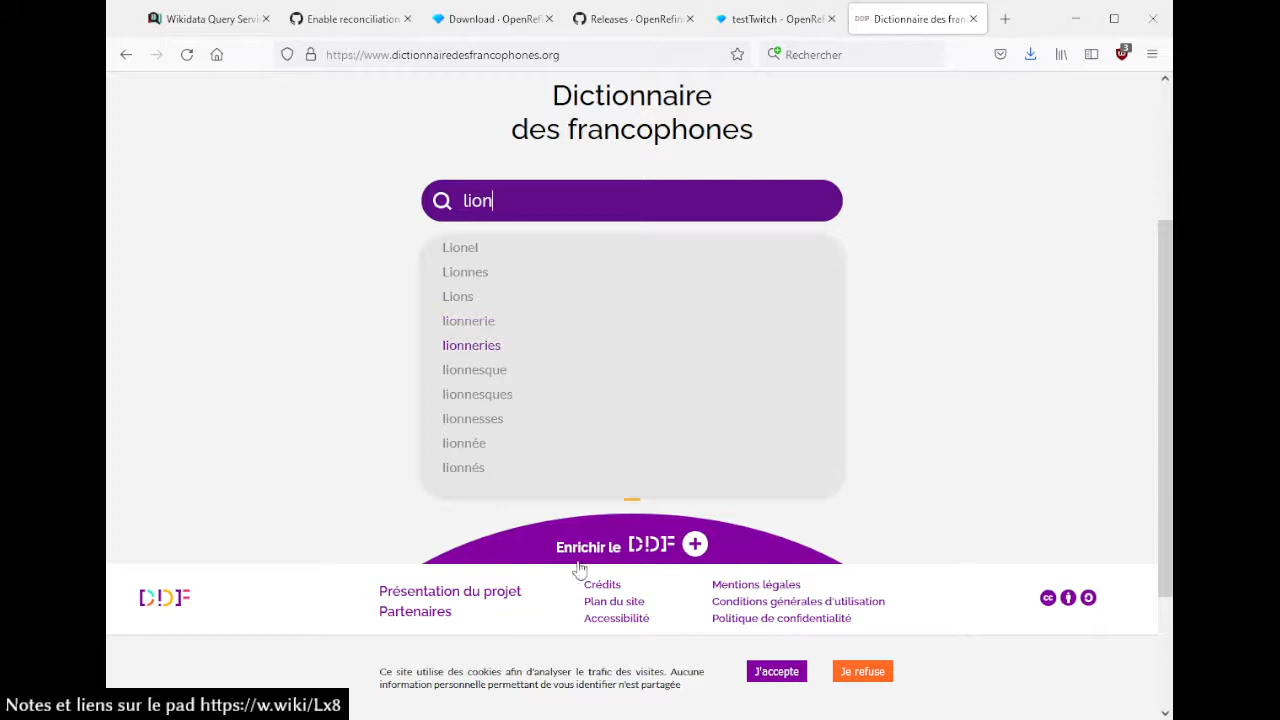 Wikidata Query Servi
Enable reconciliation
Download · OpenRefi
Releases · OpenRefin
testTwitch - OpenRef
DDF Dictionnaire des fran
https://www.dictionnairedesfrancophones.org
Rechercher
3
Dictionnaire
des francophones
lion
Lionel
Lionnes
Lions
lionnerie
lionneries
lionnesque
lionnesques
lionnesses
lionnée
lionnés
Enrichir le DDF
DDF
Présentation du projet
Partenaires
Crédits
Plan du site
Accessibilité
Mentions légales
Conditions générales d'utilisation
Politique de confidentialité
cc
Ce site utilise des cookies afin d'analyser le trafic des visites. Aucune
information personnelle permettant de vous identifier n'est partagée
J'accepte
Je refuse
Notes et liens sur le pad https://w.wiki/Lx8